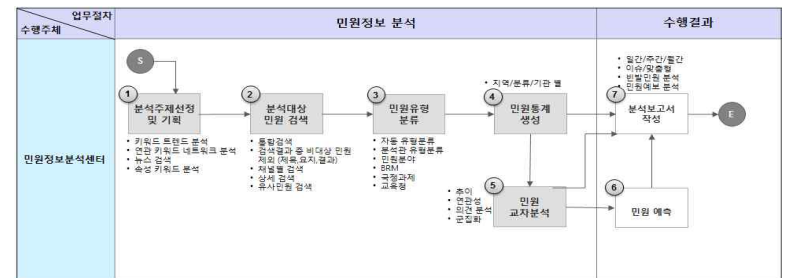 업무절차
수행주체
민원정보 분석
수행결과
민원정보분석센터
S
1
분석주제선정
및 기획
• 키워드 트렌드 분석
• 연관 키워드 네트워크 분석
• 뉴스 검색
• 속성 키워드 분석
2
분석대상
민원 검색
• 통합검색
• 검색결과 중 비대상 민원
제외 (제목,요지,결과)
• 채널별 검색
• 상세 검색
• 유사민원 검색
3
민원유형
분류
• 자동 유형분류
• 분석관 유형분류
• 민원분야
• BRM
• 국정과제
• 교육청
• 지역/분류/기관 별
4
민원통계
생성
5
• 추이
• 연관성
• 의견 분석
• 군집화
민원
교차분석
• 일간/주간/월간
• 이슈/맞춤형
• 빈발민원 분석
• 민원예보 분석
7
분석보고서
작성
E
6
민원 예측